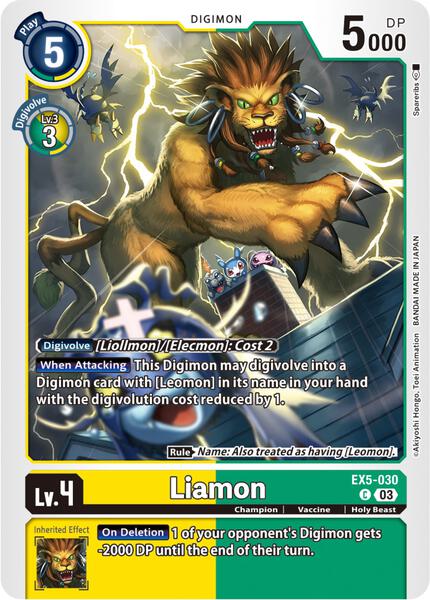 Play
5
DIGIMON
DP
5000
Digivolve
Lv.3
3
Spareribs
©Akiyoshi Hongo, Toei Animation BANDAI MADE IN JAPAN
Digivolve [Liollmon]/[Elecmon]: Cost 2
When Attacking This Digimon may digivolve into a
Digimon card with [Leomon] in its name in your hand
with the digivolution cost reduced by 1.
Rule Name: Also treated as having [Leomon].
Lv.4
Liamon
EX5-030
C 03
Champion Vaccine Holy Beast
Inherited Effect
On Deletion 1 of your opponent's Digimon gets
-2000 DP until the end of their turn.